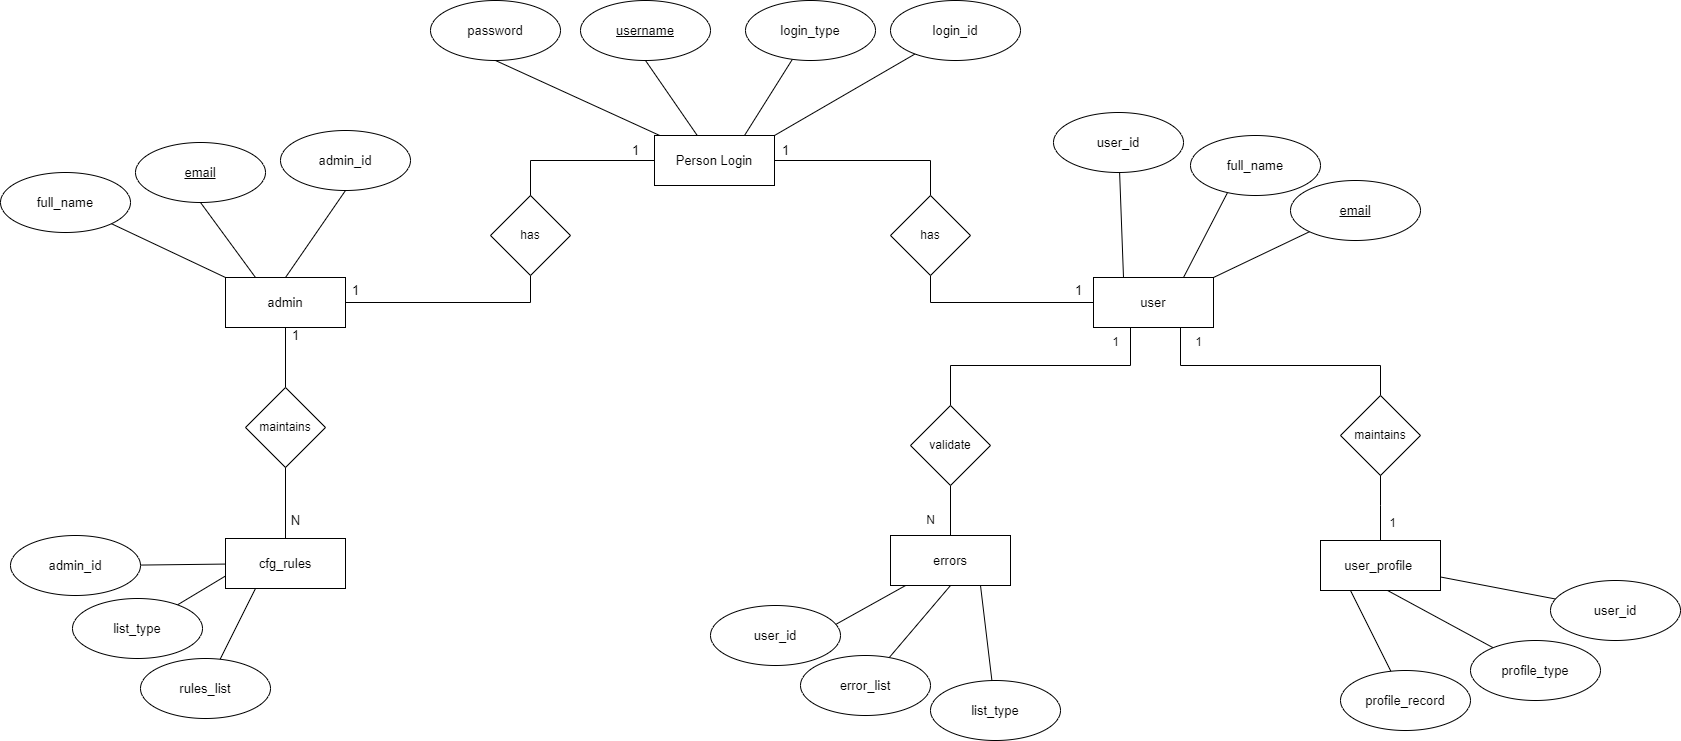 password
username
login_type
login_id
Person Login
1
1
user_id
full_name
email
admin_id
email
full_name
has
has
admin
1
1
user
1
1
1
maintains
validate
maintains
N
N
1
cfg_rules
errors
user_profile
admin_id
list_type
rules_list
user_id
error_list
list_type
user_id
profile_type
profile_record